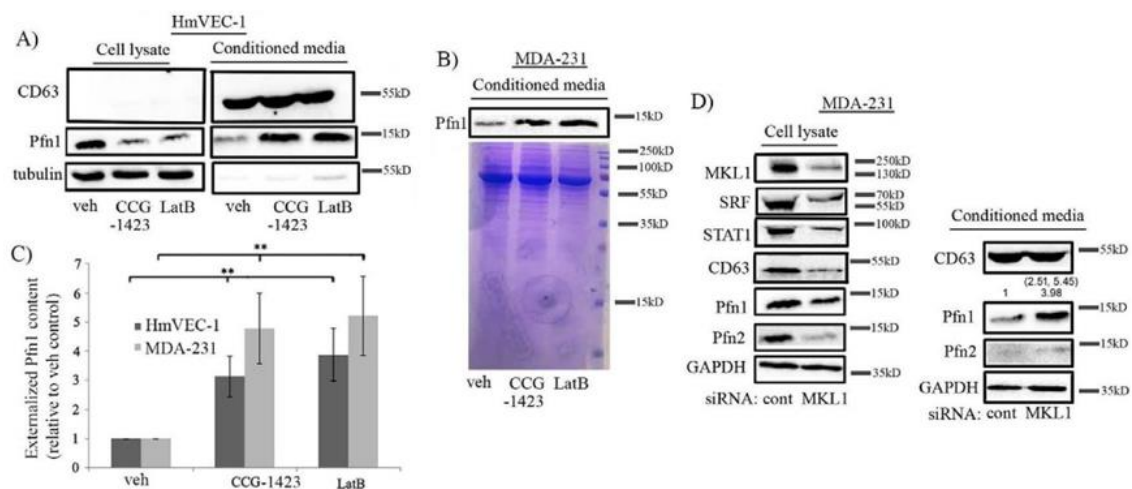 A)
HmVEC-1
Cell lysate
Conditioned media
CD63
55kD
Pfn1
15kD
tubulin
55kD
veh CCG -1423 LatB
veh CCG -1423 LatB
B)
MDA-231
Conditioned media
Pfn1
15kD
250kD
100kD
55kD
35kD
15kD
veh CCG -1423 LatB
C)
Externalized Pfn1 content
(relative to veh control)
7
6
5
4
3
2
1
0
**
**
HmVEC-1
MDA-231
veh CCG-1423 LatB
D)
MDA-231
Cell lysate
MKL1
250kD
130kD
SRF
70kD
55kD
STAT1
100kD
CD63
55kD
Pfn1
15kD
Pfn2
15kD
GAPDH
35kD
siRNA: cont MKL1
Conditioned media
CD63
55kD
(2.51, 5.45)
1 3.98
Pfn1
15kD
Pfn2
15kD
GAPDH
35kD
siRNA: cont MKL1